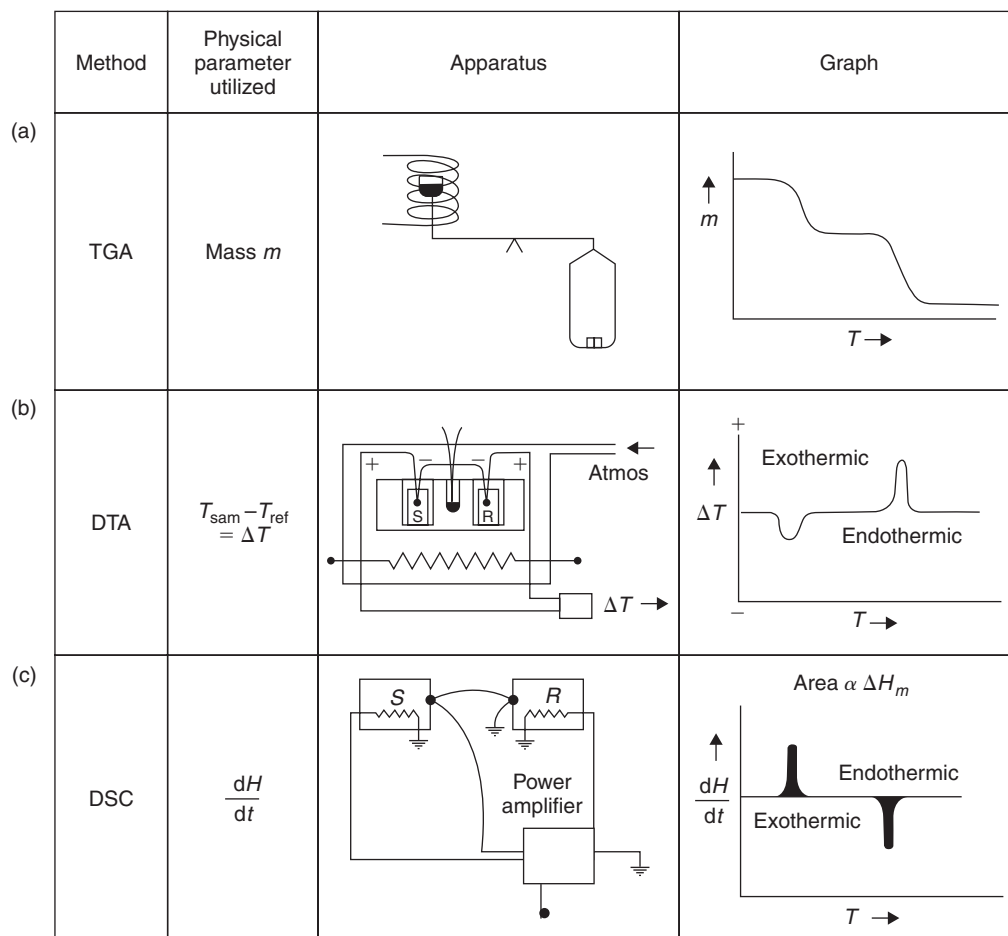 Method
Physical
parameter
utilized
Apparatus
Graph
(a)
TGA
Mass m
m
T
(b)
DTA
Tsam – Tref
= ΔT
+ – – +
S R
Atmos
ΔT
+
Exothermic
ΔT
Endothermic
–
T
(c)
DSC
dH
dt
S R
Power
amplifier
Area α ΔHm
dH
dt
Endothermic
Exothermic
T